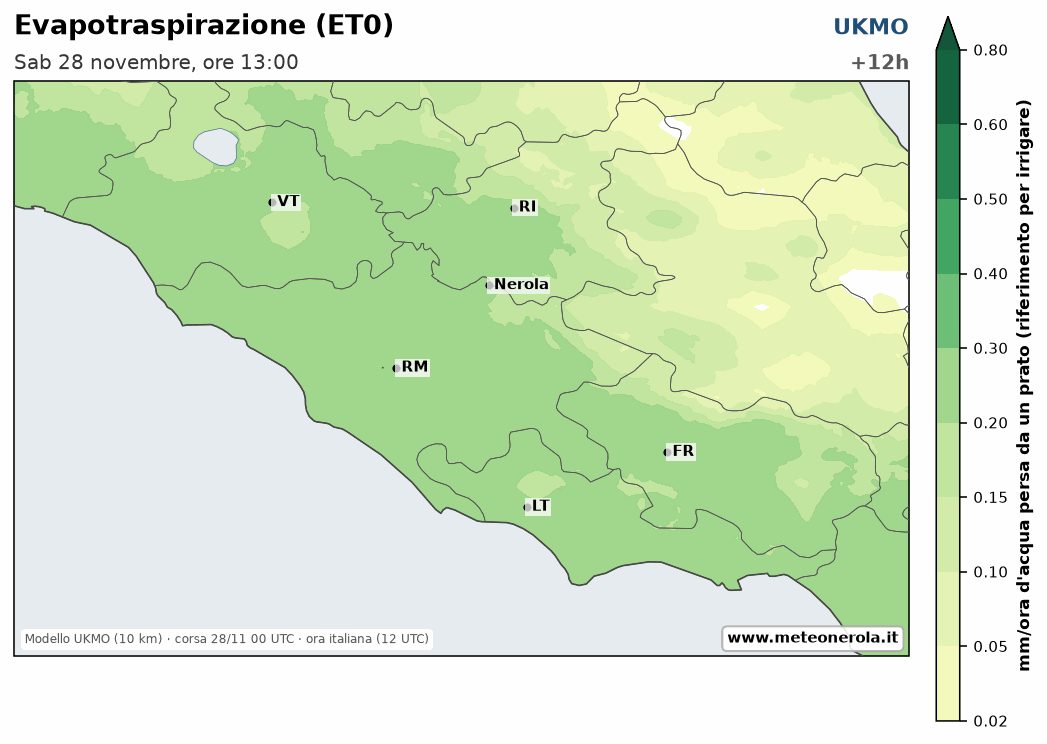 Evapotraspirazione (ET0)
UKMO
Sab 28 novembre, ore 13:00
+12h
VT
RI
Nerola
RM
FR
LT
Modello UKMO (10 km) · corsa 28/11 00 UTC · ora italiana (12 UTC)
www.meteonerola.it
0.80
0.60
0.50
0.40
0.30
0.20
0.15
0.10
0.05
0.02
mm/ora d'acqua persa da un prato (riferimento per irrigare)